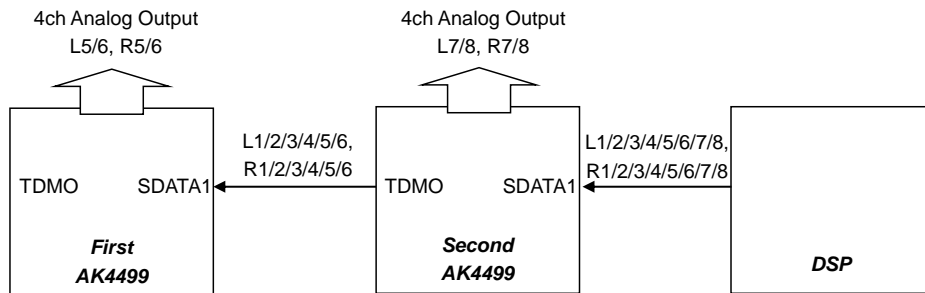 4ch Analog Output
L5/6, R5/6
4ch Analog Output
L7/8, R7/8
L1/2/3/4/5/6,
R1/2/3/4/5/6
L1/2/3/4/5/6/7/8,
R1/2/3/4/5/6/7/8
TDMO
SDATA1
TDMO
SDATA1
First
AK4499
Second
AK4499
DSP